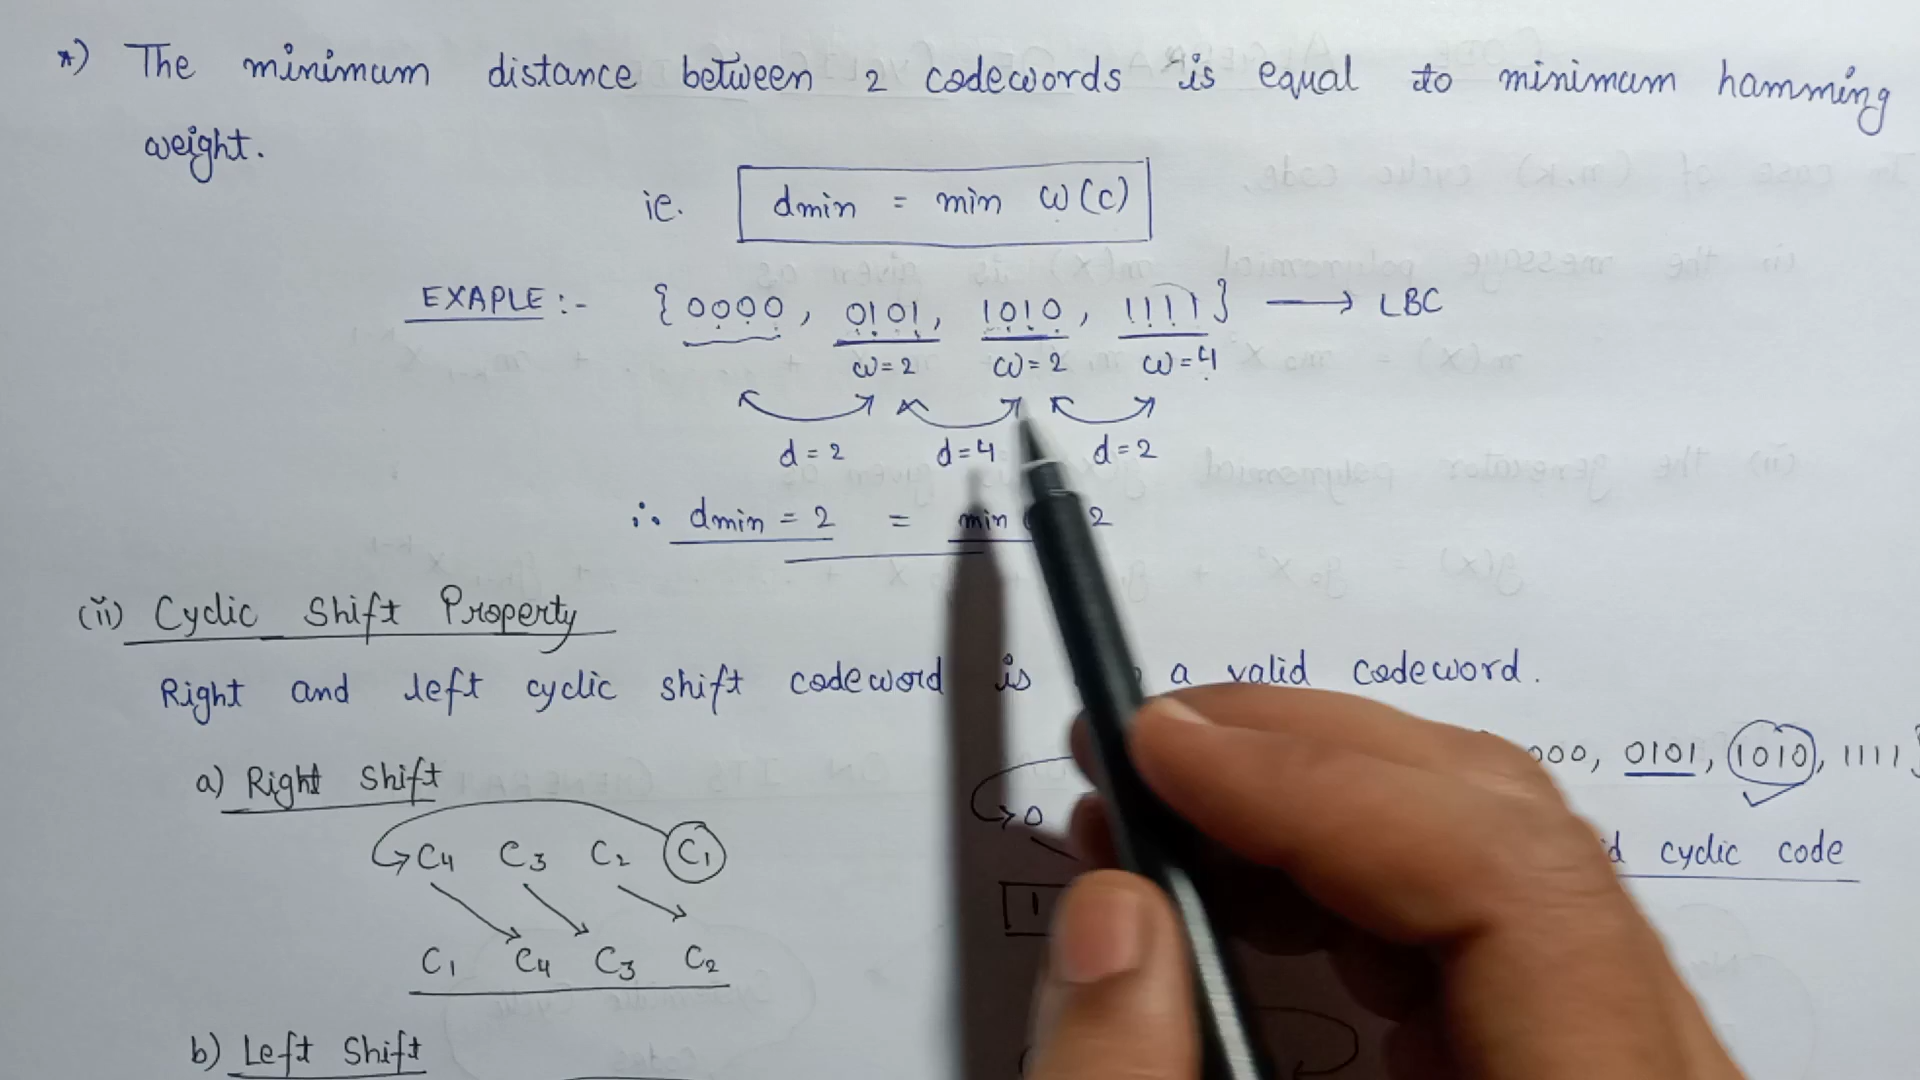 *) The minimum distance between 2 codewords is equal to minimum hamming
weight.
ie. dmin = min w(c)
EXAPLE :- {0000, 0101, 1010, 1111} → LBC
w=2 w=2 w=4
d=2 d=4 d=2
∴ dmin = 2 = min 2
(ii) Cyclic Shift Property
Right and left cyclic shift codeword is a valid codeword.
a) Right Shift
000, 0101, 1010, 1111}
C4 C3 C2 C1
0
cyclic code
C1 C4 C3 C2
1
b) Left Shift